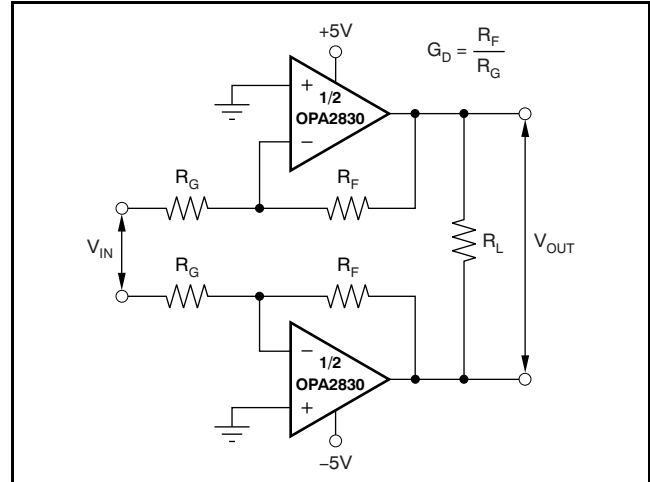 +5V
G_D = R_F / R_G
+
1/2
OPA2830
−
R_G
R_F
V_IN
R_L
V_OUT
R_G
R_F
−
1/2
OPA2830
+
−5V